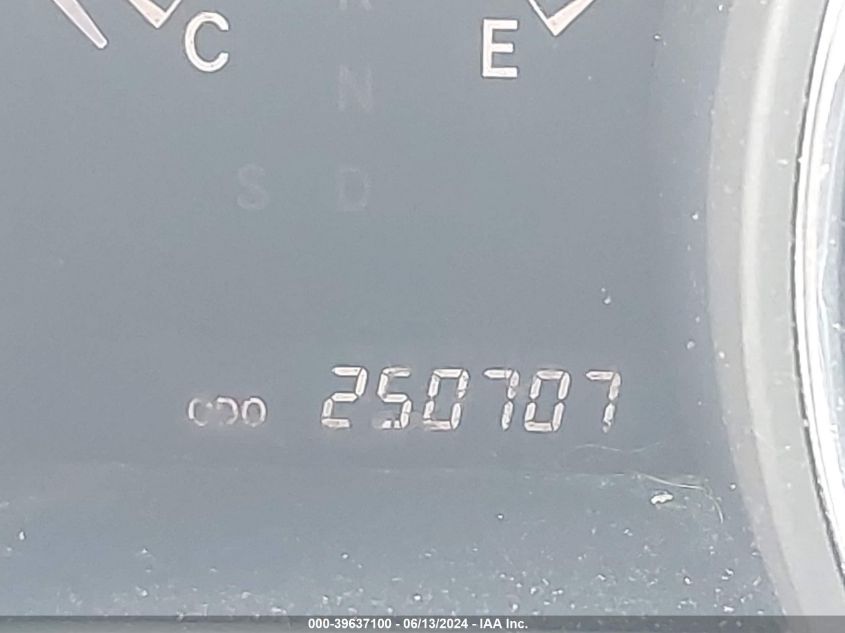 R
C E
N
S D
ODO 250707
000-39637100 - 06/13/2024 - IAA Inc.